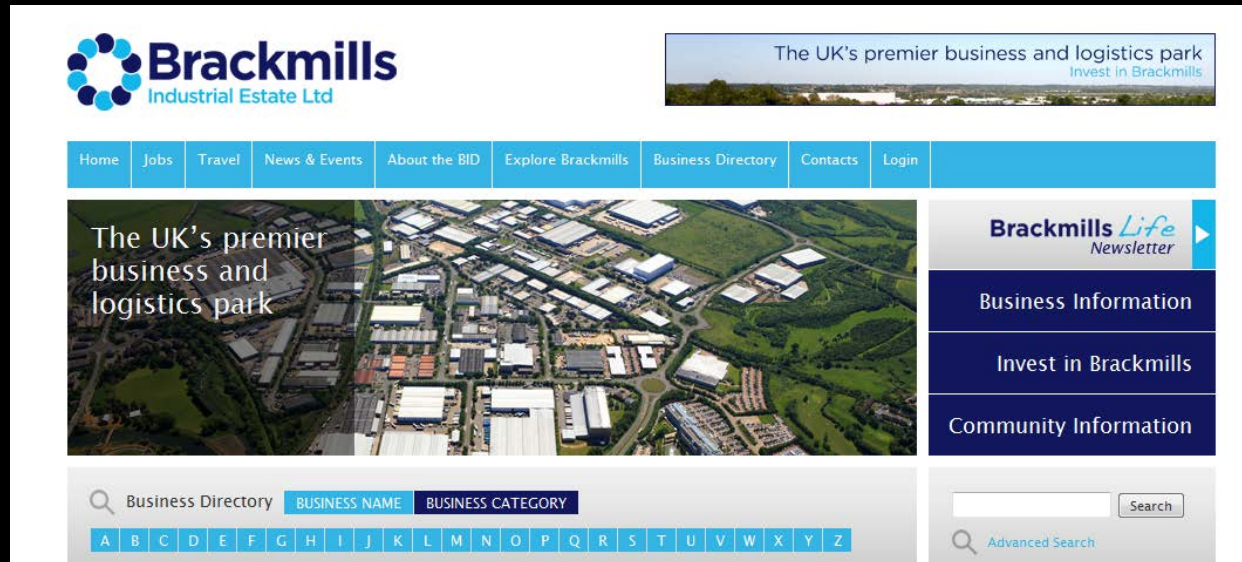 Brackmills
Industrial Estate Ltd
The UK's premier business and logistics park
Invest in Brackmills
Home Jobs Travel News & Events About the BID Explore Brackmills Business Directory Contacts Login
The UK's premier
business and
logistics park
Brackmills Life
Newsletter
Business Information
Invest in Brackmills
Community Information
Business Directory BUSINESS NAME BUSINESS CATEGORY
A B C D E F G H I J K L M N O P Q R S T U V W X Y Z
Search
Advanced Search